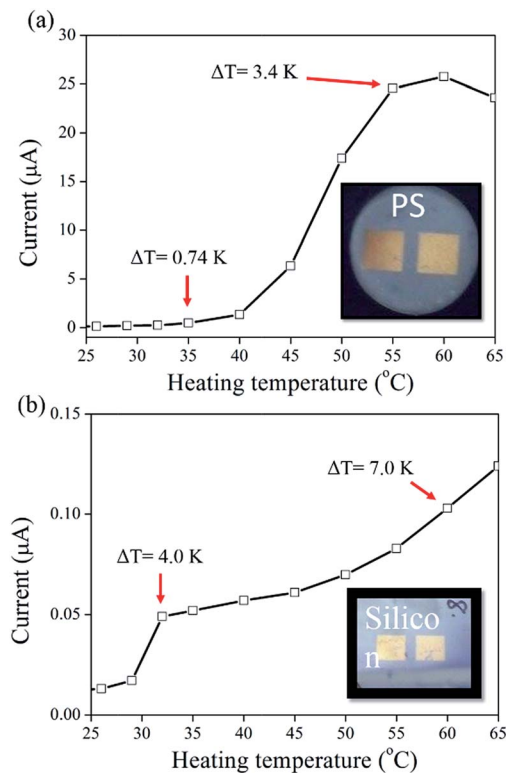 (a)
30
25
20
15
10
5
0
Current (μA)
ΔT= 3.4 K
ΔT= 0.74 K
PS
25 30 35 40 45 50 55 60 65
Heating temperature (°C)
(b)
0.15
0.10
0.05
0.00
Current (μA)
ΔT= 7.0 K
ΔT= 4.0 K
8
Silico
n
25 30 35 40 45 50 55 60 65
Heating temperature (°C)